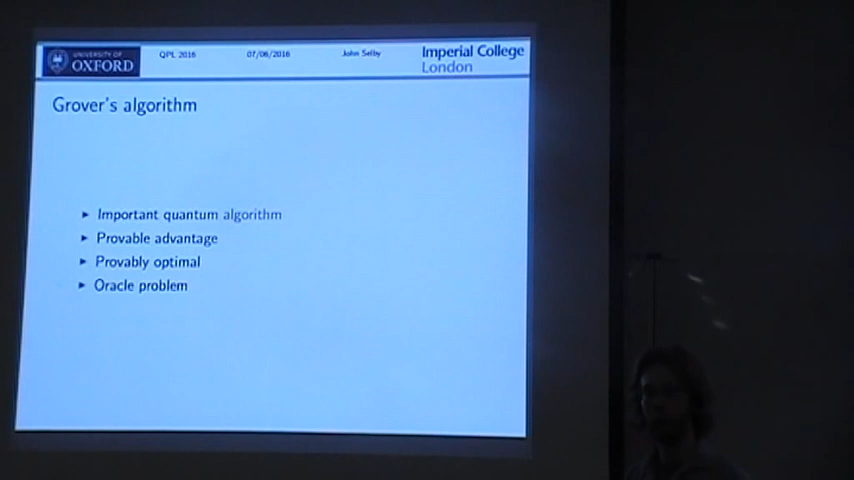 UNIVERSITY OF
OXFORD
QPL 2016
07/06/2016
John Selby
Imperial College
London
Grover's algorithm
Important quantum algorithm
Provable advantage
Provably optimal
Oracle problem